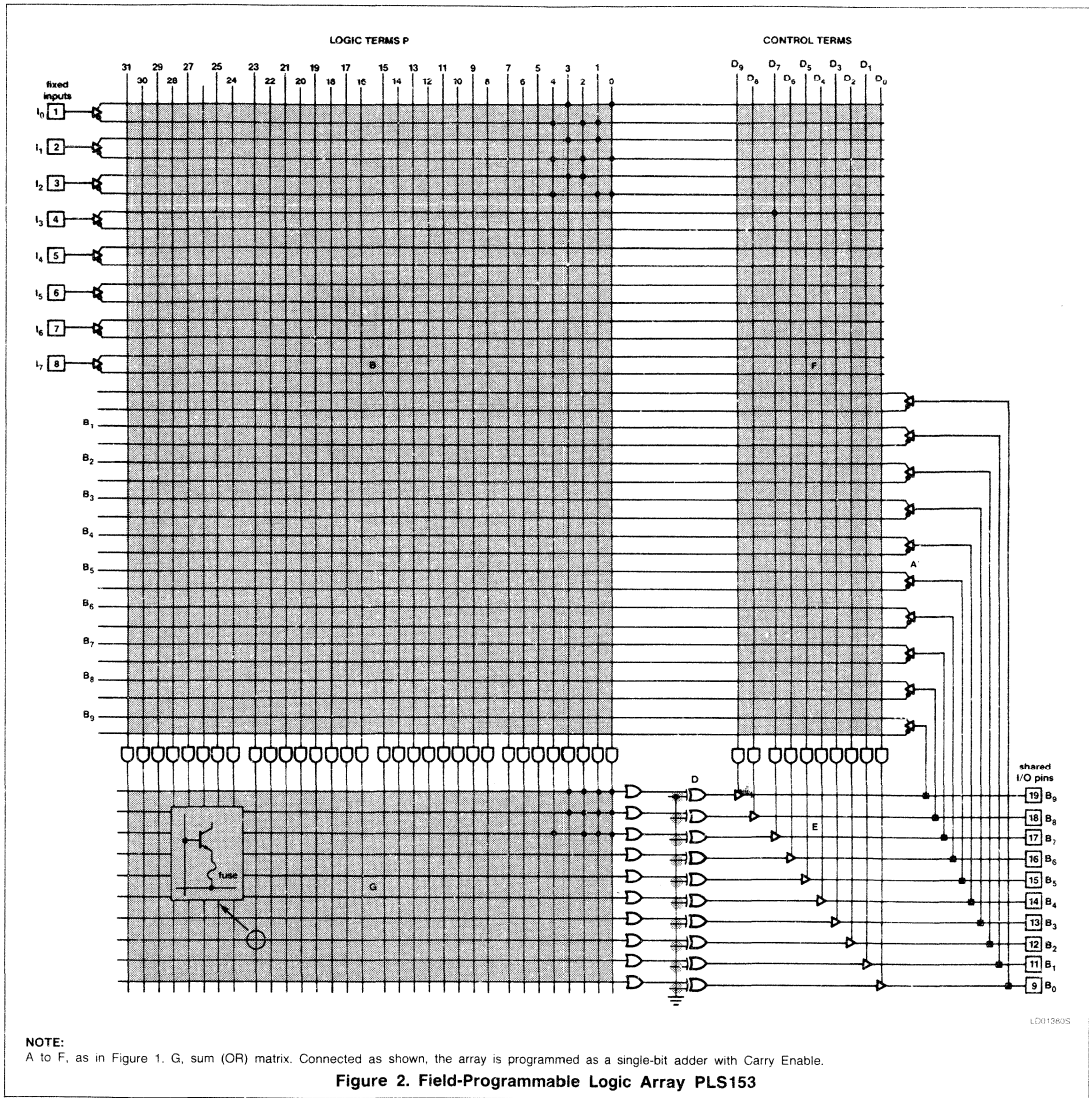 LOGIC TERMS P
CONTROL TERMS
31 29 27 25 23 21 19 17 15 13 11 9 7 5 3 1
30 28 26 24 22 20 18 16 14 12 10 8 6 4 2 0
D9 D7 D5 D3 D1
D8 D6 D4 D2 D0
fixed
inputs
I0 1
I1 2
I2 3
I3 4
I4 5
I5 6
I6 7
I7 8
B
F
B1
B2
B3
B4
A
B5
B6
B7
B8
B9
shared
I/O pins
D
19 B9
18 B8
E
17 B7
16 B6
fuse
G
15 B5
14 B4
13 B3
12 B2
11 B1
9 B0
LD01380S
NOTE:
A to F, as in Figure 1. G, sum (OR) matrix. Connected as shown, the array is programmed as a single-bit adder with Carry Enable.
Figure 2. Field-Programmable Logic Array PLS153